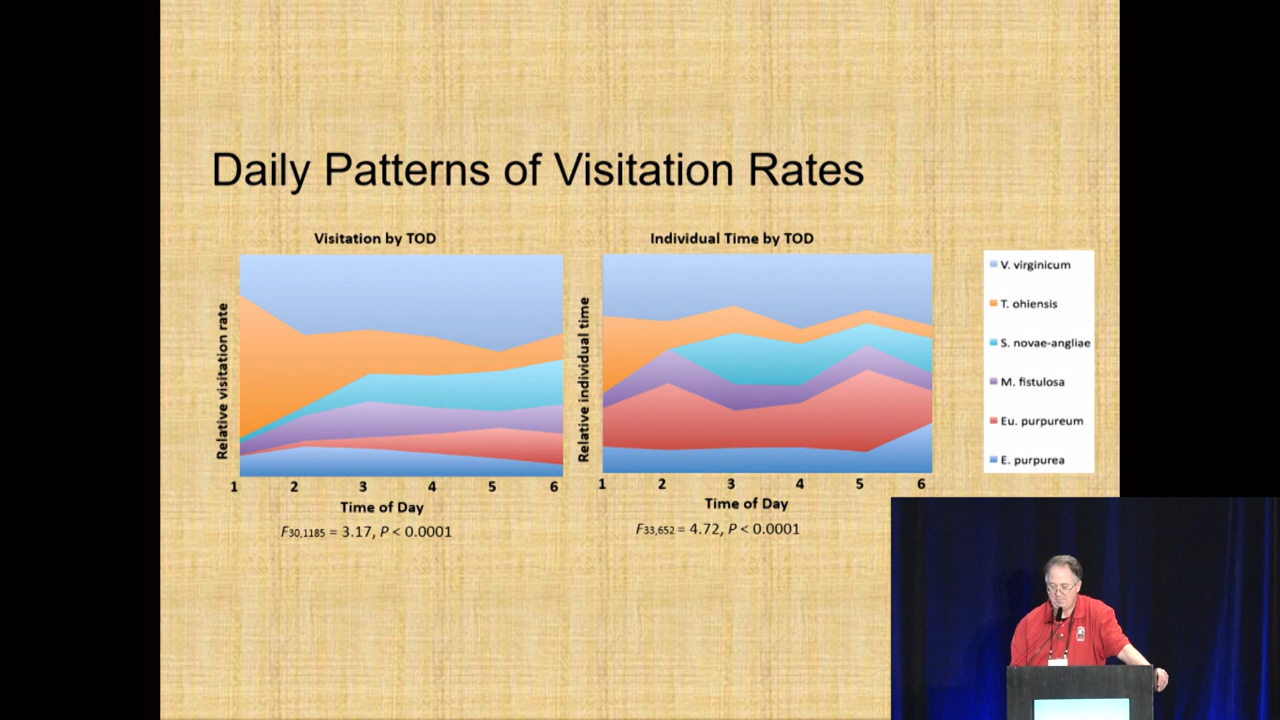 Daily Patterns of Visitation Rates
Visitation by TOD
Relative visitation rate
1 2 3 4 5 6
Time of Day
F30,1185 = 3.17, P < 0.0001
Individual Time by TOD
Relative individual time
1 2 3 4 5 6
Time of Day
F33,652 = 4.72, P < 0.0001
V. virginicum
T. ohiensis
S. novae-angliae
M. fistulosa
Eu. purpureum
E. purpurea